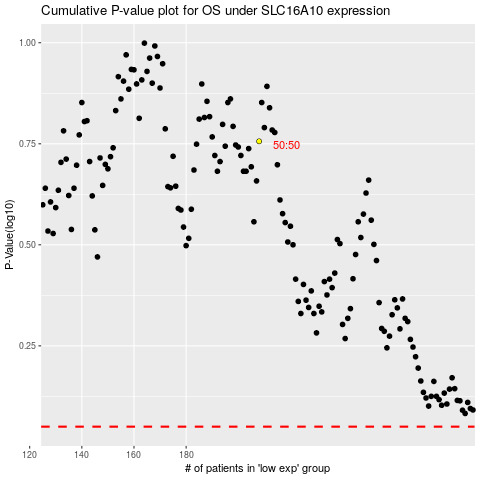 Cumulative P-value plot for OS under SLC16A10 expression
1.00
0.75
0.50
0.25
50:50
P-Value(log10)
120 140 160 180
# of patients in 'low exp' group